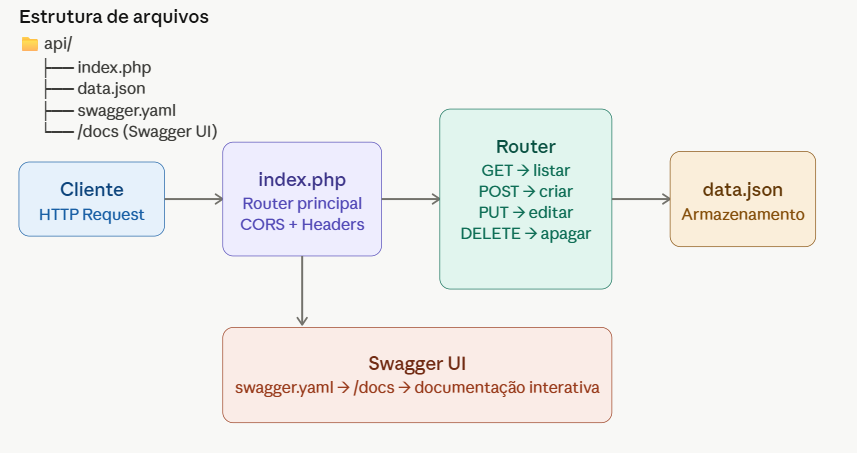 Estrutura de arquivos
api/
index.php
data.json
swagger.yaml
/docs (Swagger UI)
Cliente
HTTP Request
index.php
Router principal
CORS + Headers
Router
GET → listar
POST → criar
PUT → editar
DELETE → apagar
data.json
Armazenamento
Swagger UI
swagger.yaml → /docs → documentação interativa